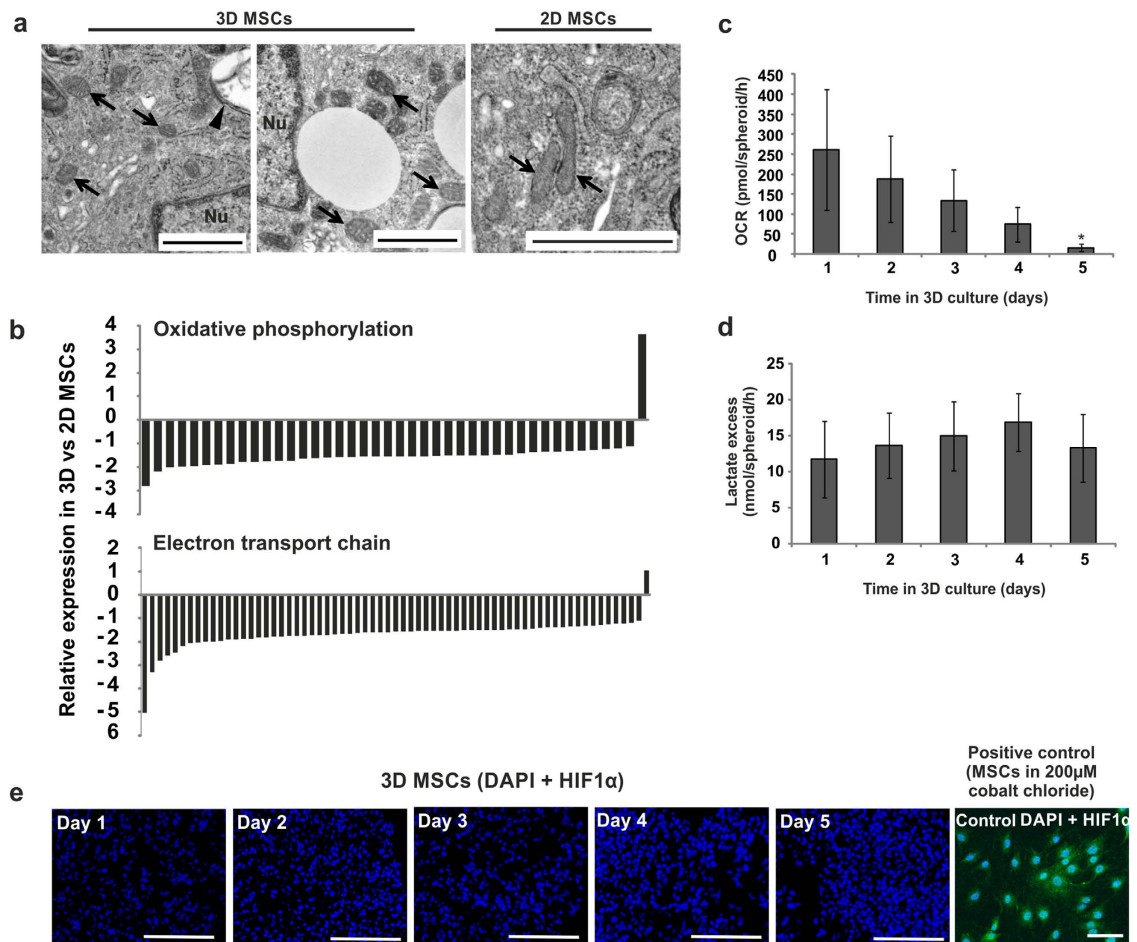 a
3D MSCs
2D MSCs
Nu
Nu
Nu
b
Relative expression in 3D vs 2D MSCs
Oxidative phosphorylation
4
3
2
1
0
-1
-2
-3
-4
Electron transport chain
2
1
0
-1
-2
-3
-4
-5
6
c
OCR (pmol/spheroid/h)
450
400
350
300
250
200
150
100
50
0
*
1 2 3 4 5
Time in 3D culture (days)
d
Lactate excess
(nmol/spheroid/h)
25
20
15
10
15
0
1 2 3 4 5
Time in 3D culture (days)
e
3D MSCs (DAPI + HIF1α)
Positive control
(MSCs in 200µM
cobalt chloride)
Day 1
Day 2
Day 3
Day 4
Day 5
Control DAPI + HIF1α